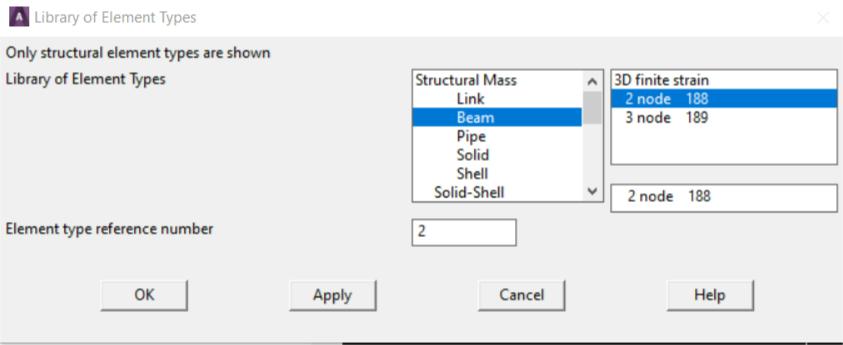 A Library of Element Types
Only structural element types are shown
Library of Element Types
Structural Mass
Link
Beam
Pipe
Solid
Shell
Solid-Shell
3D finite strain
2 node 188
3 node 189
2 node 188
Element type reference number
2
OK Apply Cancel Help